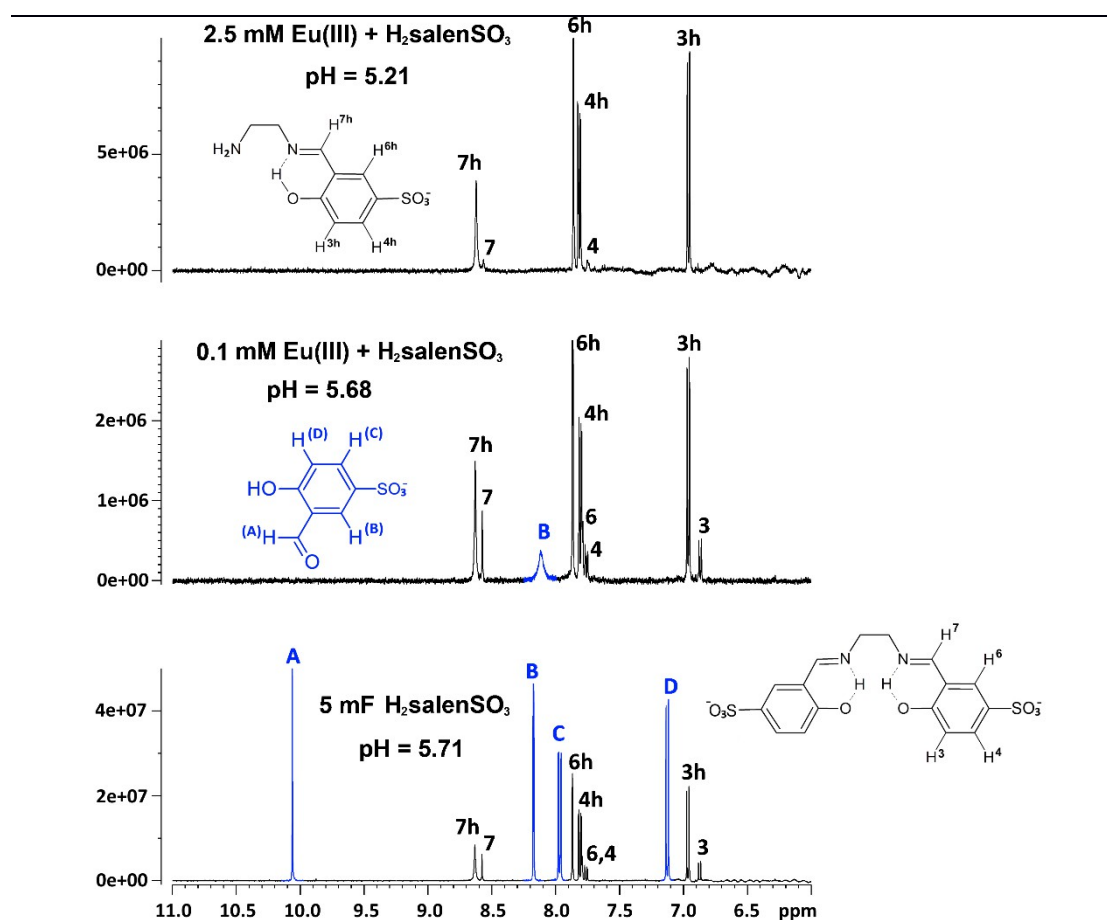 2.5 mM Eu(III) + H₂salenSO₃
pH = 5.21
6h
3h
4h
7h
7
4
H⁷ʰ
H₂N
N
H⁶ʰ
H
O
SO₃⁻
H³ʰ
H⁴ʰ
5e+06
0e+00
0.1 mM Eu(III) + H₂salenSO₃
pH = 5.68
6h
3h
4h
7h
7
B
6
4
3
H(D)
H(C)
HO
SO₃⁻
(A)H
H(B)
O
2e+06
1e+06
0e+00
A
B
D
C
5 mF H₂salenSO₃
pH = 5.71
6h
4h
3h
7h
7
6,4
3
H⁷
N
N
H⁶
H
H
⁻O₃S
O
O
SO₃⁻
H³
H⁴
4e+07
2e+07
0e+00
11.0 10.0 9.5 9.0 8.5 8.0 7.5 7.0 6.5 ppm